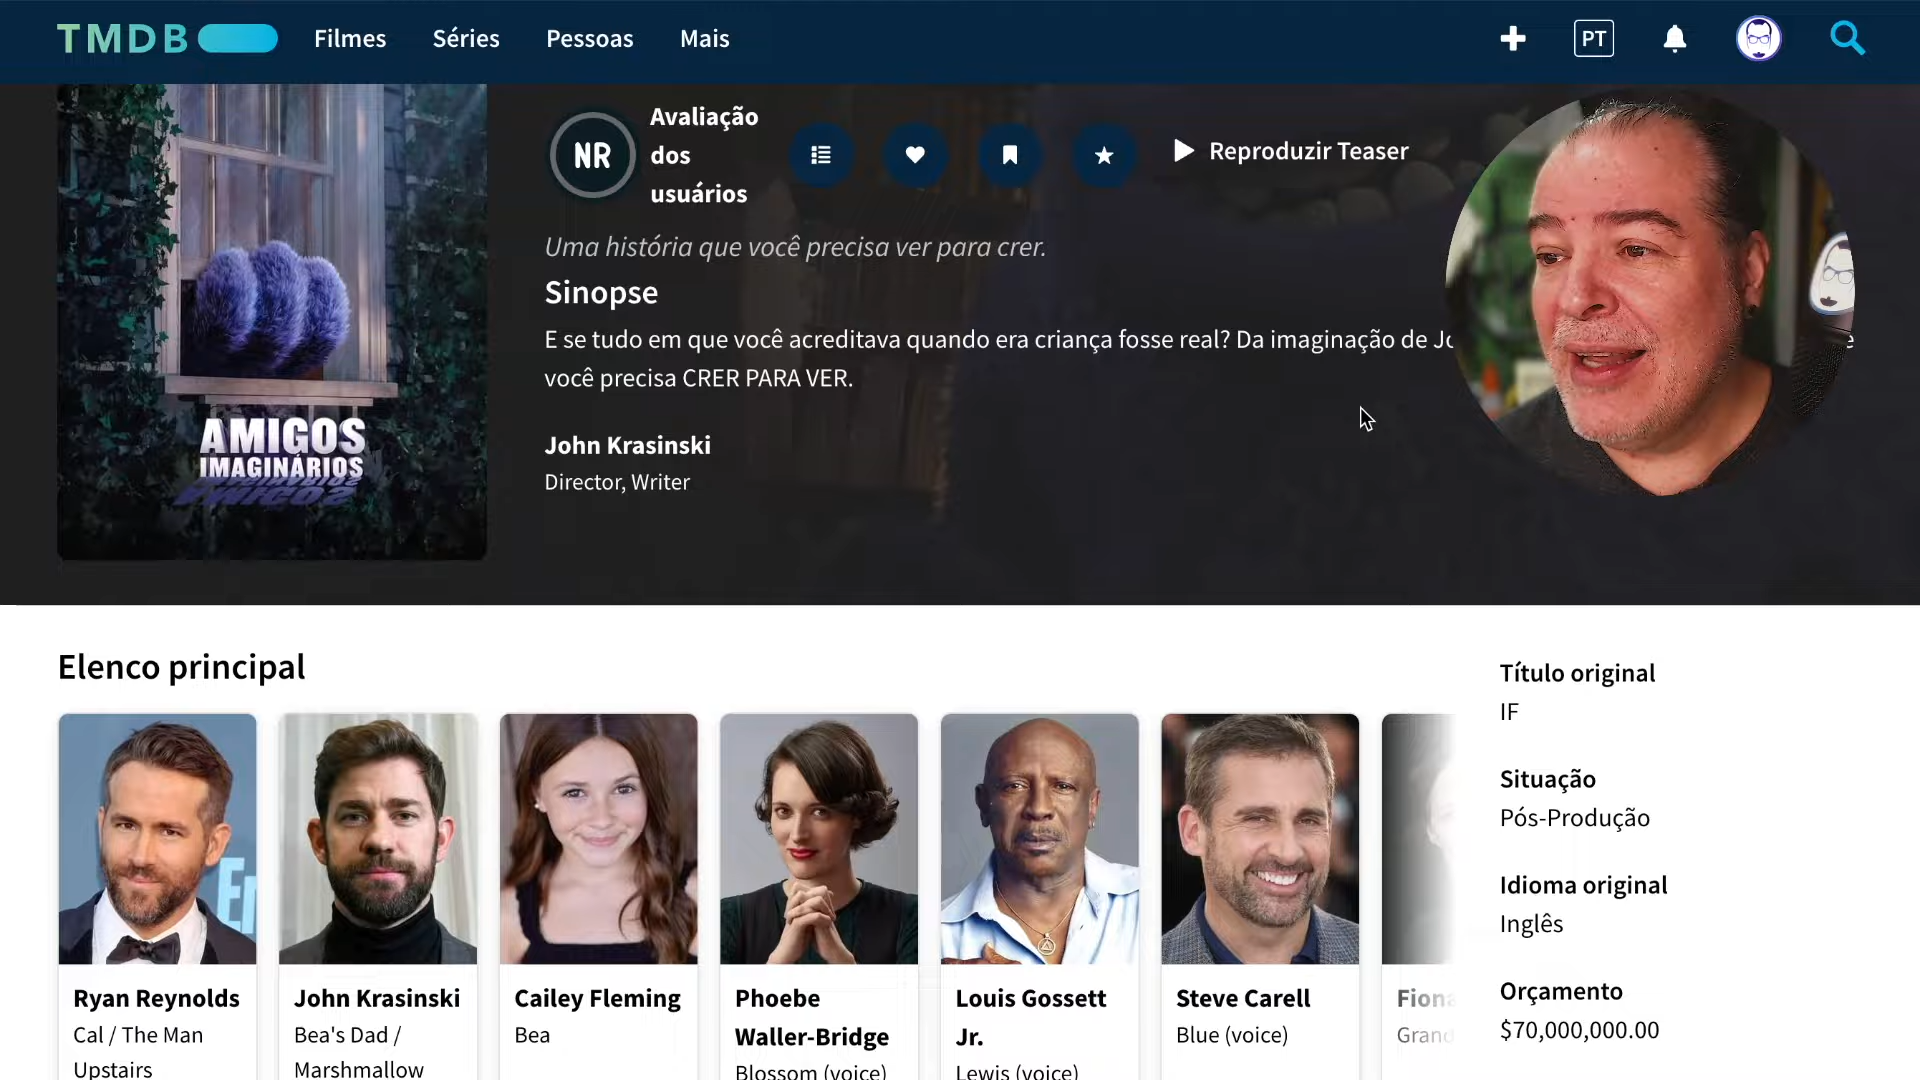 TMDB
Filmes
Séries
Pessoas
Mais
PT
NR
Avaliação
dos
usuários
Reproduzir Teaser
Uma história que você precisa ver para crer.
Sinopse
E se tudo em que você acreditava quando era criança fosse real? Da imaginação de
você precisa CRER PARA VER.
John Krasinski
Director, Writer
AMIGOS
IMAGINÁRIOS
Elenco principal
Ryan Reynolds
Cal / The Man
Upstairs
John Krasinski
Bea's Dad /
Marshmallow
Cailey Fleming
Bea
Phoebe
Waller-Bridge
Blossom (voice)
Louis Gossett
Jr.
Lewis (voice)
Steve Carell
Blue (voice)
Título original
IF
Situação
Pós-Produção
Idioma original
Inglês
Orçamento
$70,000,000.00